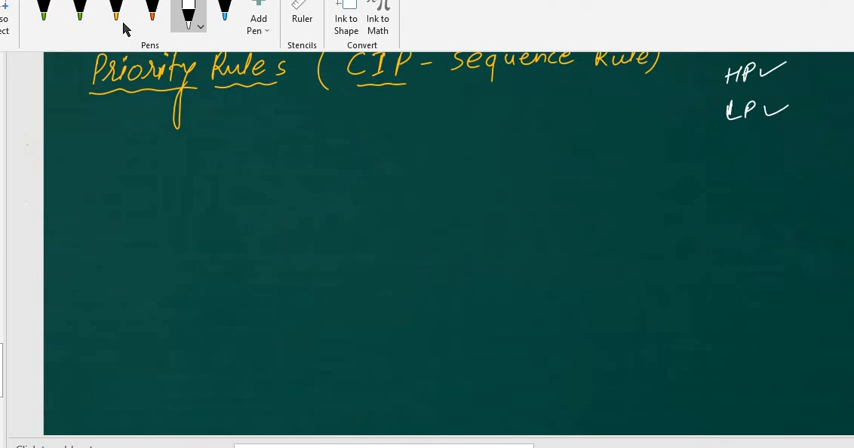 Add
Pen
Ruler
Ink to
Shape
Ink to
Math
Pens
Stencils
Convert
Priority Rules ( CIP - Sequence Rule)
HP ✓
LP ✓